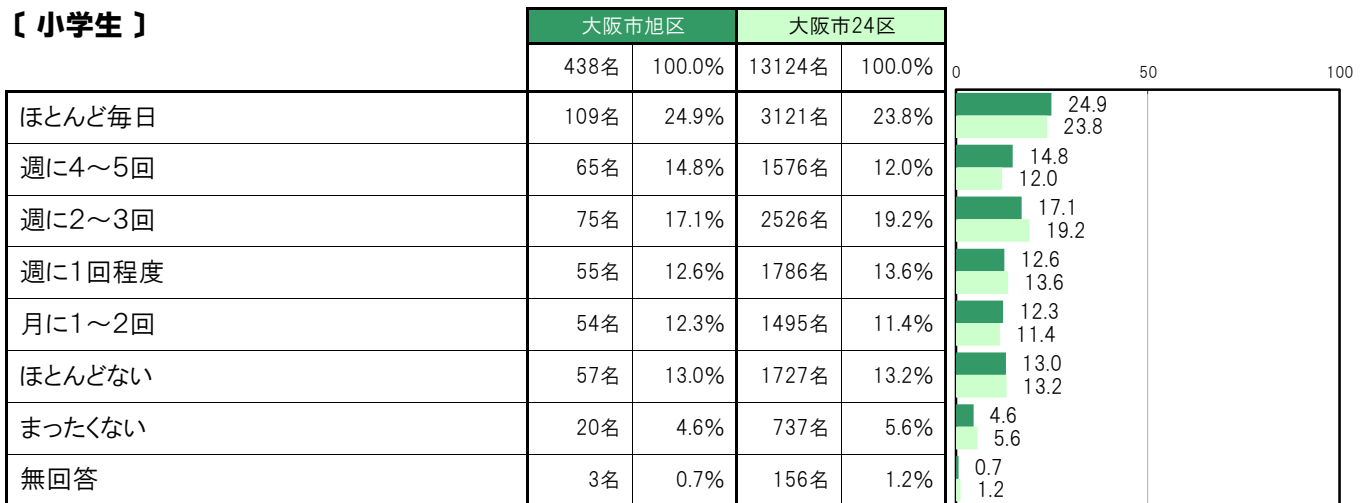 〔 小学生 〕
大阪市旭区 大阪市24区
438名 100.0% 13124名 100.0%
0 50 100
ほとんど毎日 109名 24.9% 3121名 23.8% 24.9
23.8
週に4～5回 65名 14.8% 1576名 12.0% 14.8
12.0
週に2～3回 75名 17.1% 2526名 19.2% 17.1
19.2
週に1回程度 55名 12.6% 1786名 13.6% 12.6
13.6
月に1～2回 54名 12.3% 1495名 11.4% 12.3
11.4
ほとんどない 57名 13.0% 1727名 13.2% 13.0
13.2
まったくない 20名 4.6% 737名 5.6% 4.6
5.6
無回答 3名 0.7% 156名 1.2% 0.7
1.2